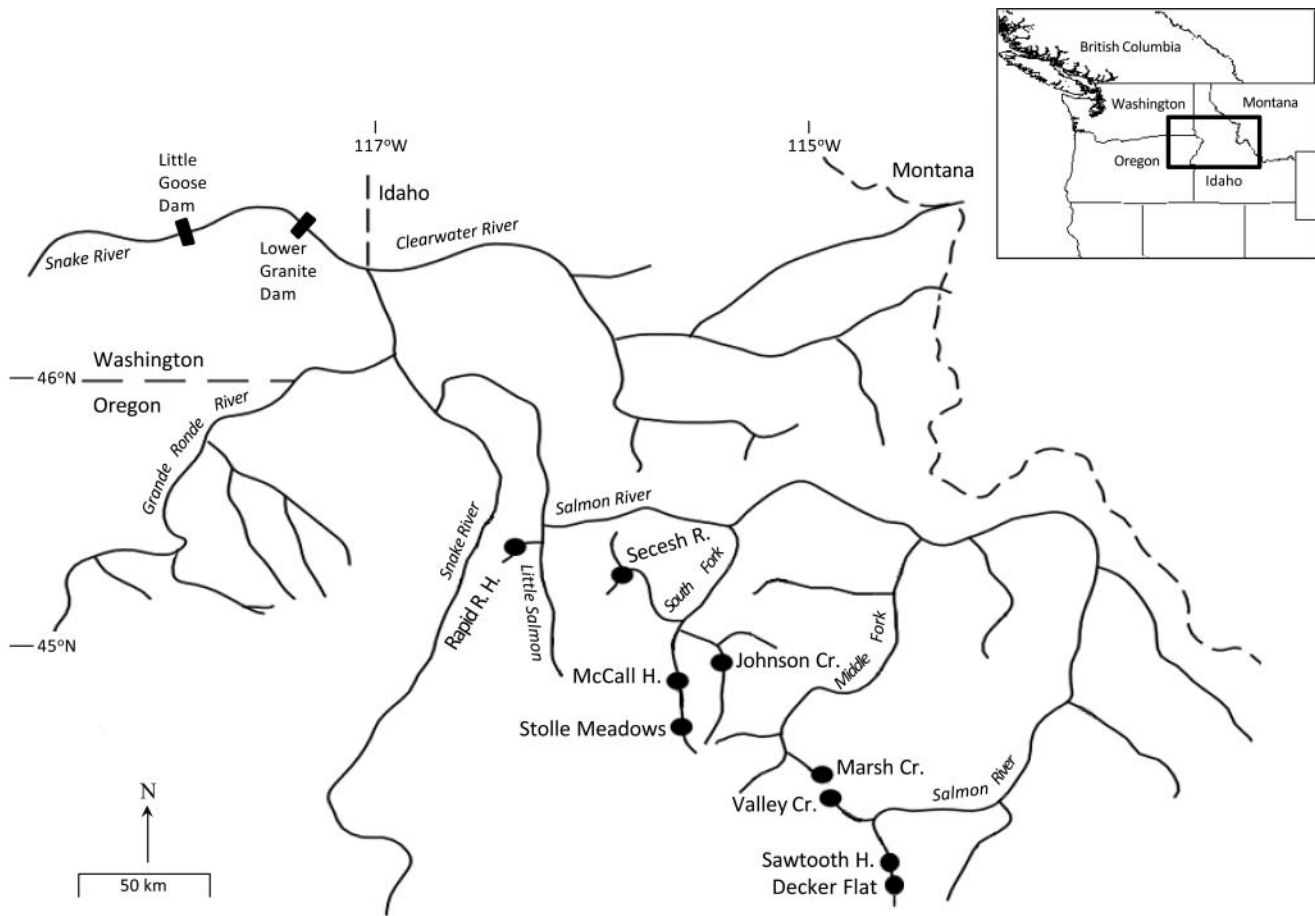 British Columbia
Washington
Montana
Oregon
Idaho
117°W
115°W
Little
Goose
Dam
Idaho
Montana
Snake River
Lower
Granite
Dam
Clearwater River
Washington
46°N
Oregon
Grande Ronde River
Snake River
Salmon River
Rapid R. H.
Little Salmon
Secesh R.
South Fork
Middle Fork
45°N
McCall H.
Johnson Cr.
Stolle Meadows
Marsh Cr.
Valley Cr.
Salmon River
N
Sawtooth H.
Decker Flat
50 km